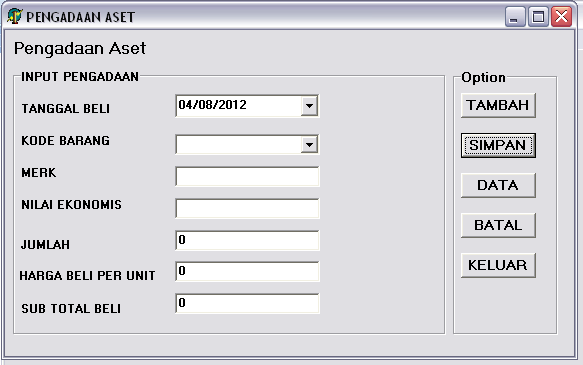 PENGADAAN ASET
Pengadaan Aset
INPUT PENGADAAN
TANGGAL BELI 04/08/2012
KODE BARANG
MERK
NILAI EKONOMIS
JUMLAH 0
HARGA BELI PER UNIT 0
SUB TOTAL BELI 0
Option
TAMBAH
SIMPAN
DATA
BATAL
KELUAR